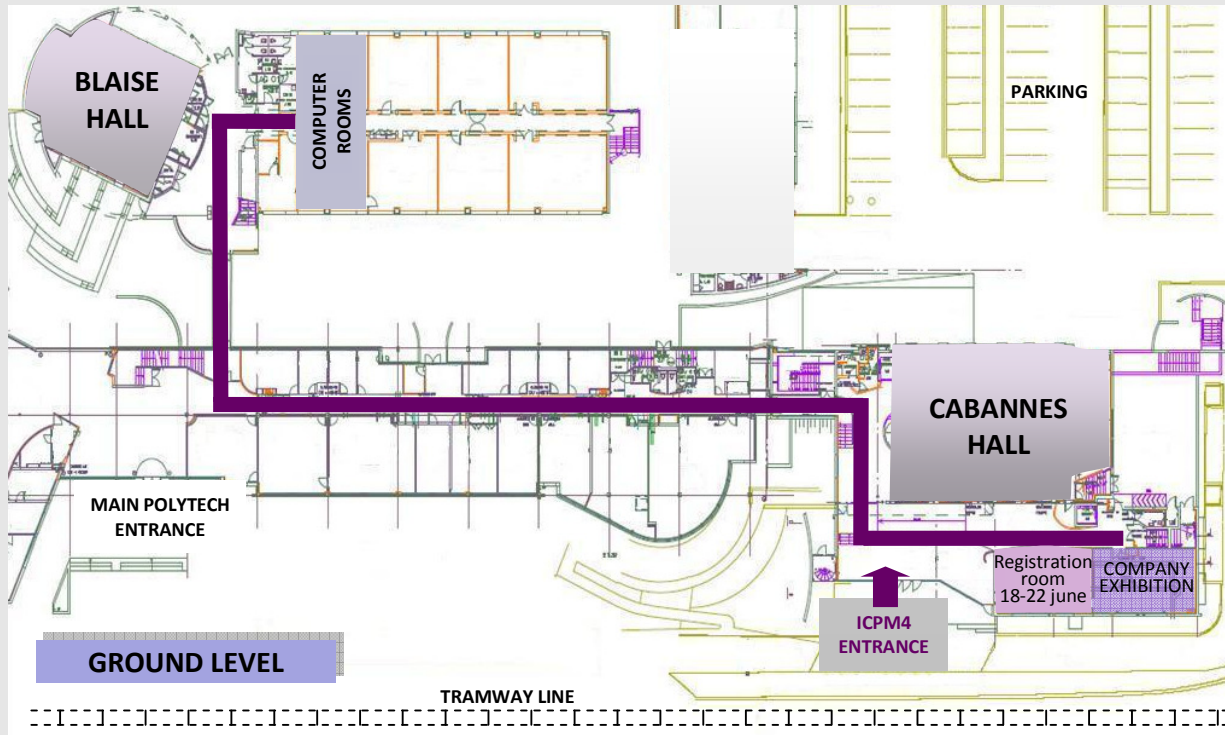 BLAISE
HALL
COMPUTER
ROOMS
PARKING
CABANNES
HALL
MAIN POLYTECH
ENTRANCE
Registration
room
18-22 june
COMPANY
EXHIBITION
ICPM4
ENTRANCE
GROUND LEVEL
TRAMWAY LINE